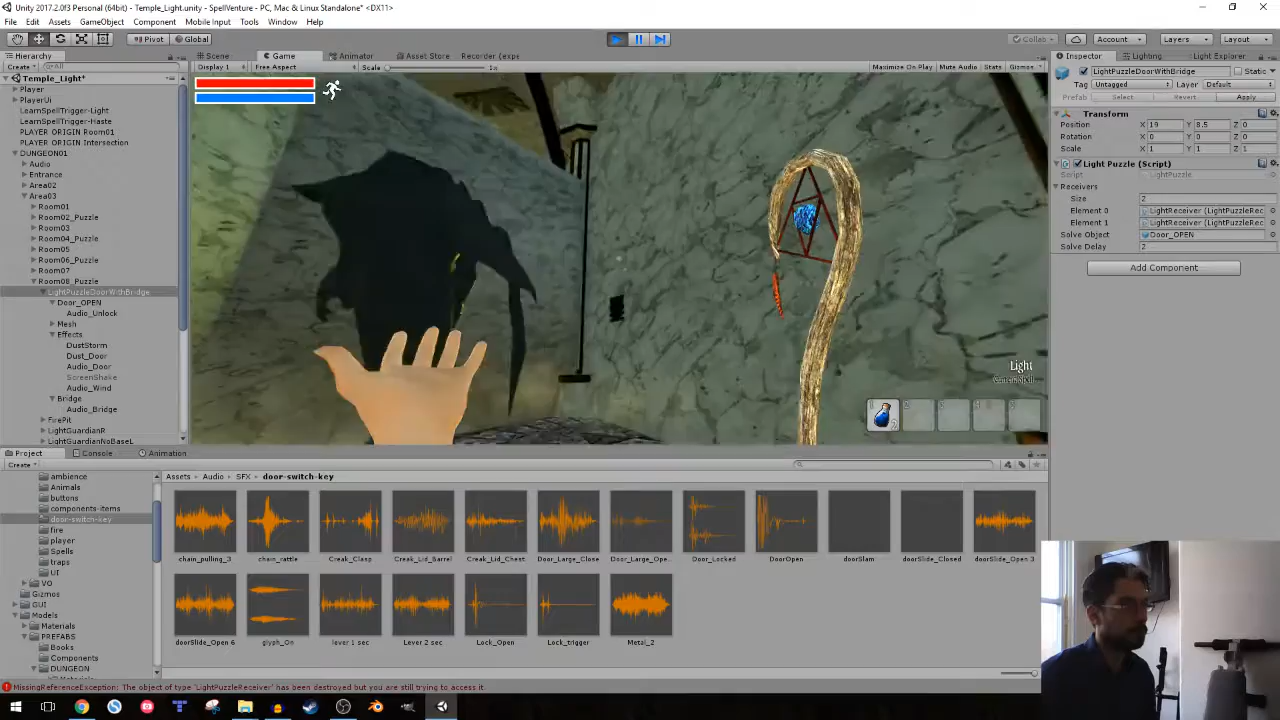 Unity 2017.2.0f3 Personal (64bit) - Temple_Light.unity - SpellVenture - PC, Mac & Linux Standalone* <DX11>
File Edit Assets GameObject Component Mobile Input Tools Window Help
Pivot Global Collab Account Layers Layout
Hierarchy Scene Game Animator Asset Store Recorder (expe Inspector Lighting Light Explorer
Create All Display 1 Free Aspect Scale 1x Maximize On Play Mute Audio Stats Gizmos LightPuzzleDoorWithBridge Static
Temple_Light*
Tag Untagged Layer Default
Player
Prefab Select Revert Apply
PlayerUi
LearnSpellTrigger-Light
Transform
LearnSpellTrigger-Haste
Position X 19 Y 8.5 Z 0
PLAYER ORIGIN Room01
Rotation X 0 Y 0 Z 0
PLAYER ORIGIN Intersection
Scale X 1 Y 1 Z 1
DUNGEON01
Audio
Light Puzzle (Script)
Entrance
Script LightPuzzle
Area02
Receivers
Area03
Size 2
Room01
Element 0 LightReceiver (LightPuzzleRec
Room02_Puzzle
Element 1 LightReceiver (LightPuzzleRec
Room03
Solve Object Door_OPEN
Room04_Puzzle
Solve Delay 2
Room05
Room06_Puzzle
Add Component
Room07
Room08_Puzzle
LightPuzzleDoorWithBridge
Door_OPEN
Audio_Unlock
Mesh
Effects
DustStorm
Dust_Door
Audio_Door
Light
ScreenShake
Audio_Wind
Bridge
Audio_Bridge
FirePit
LightGuardianR
LightGuardianNoBaseL
Project Console Animation
Create
ambience
Assets Audio SFX door-switch-key
Animals
buttons
components-items
door-switch-key
fire
player
Spells
traps
UI
VO
Gizmos
GUI
Models
Materials
PREFABS
Books
Components
DUNGEON
chain_pulling_3 chain_rattle Creak_Clasp Creak_Lid_Barrel Creak_Lid_Chest Door_Large_Close Door_Large_Ope... Door_Locked DoorOpen doorSlam doorSlide_Closed doorSlide_Open 3
doorSlide_Open 6 glyph_On lever 1 sec Lever 2 sec Lock_Open Lock_trigger Metal_2
MissingReferenceException: The object of type 'LightPuzzleReceiver' has been destroyed but you are still trying to access it.